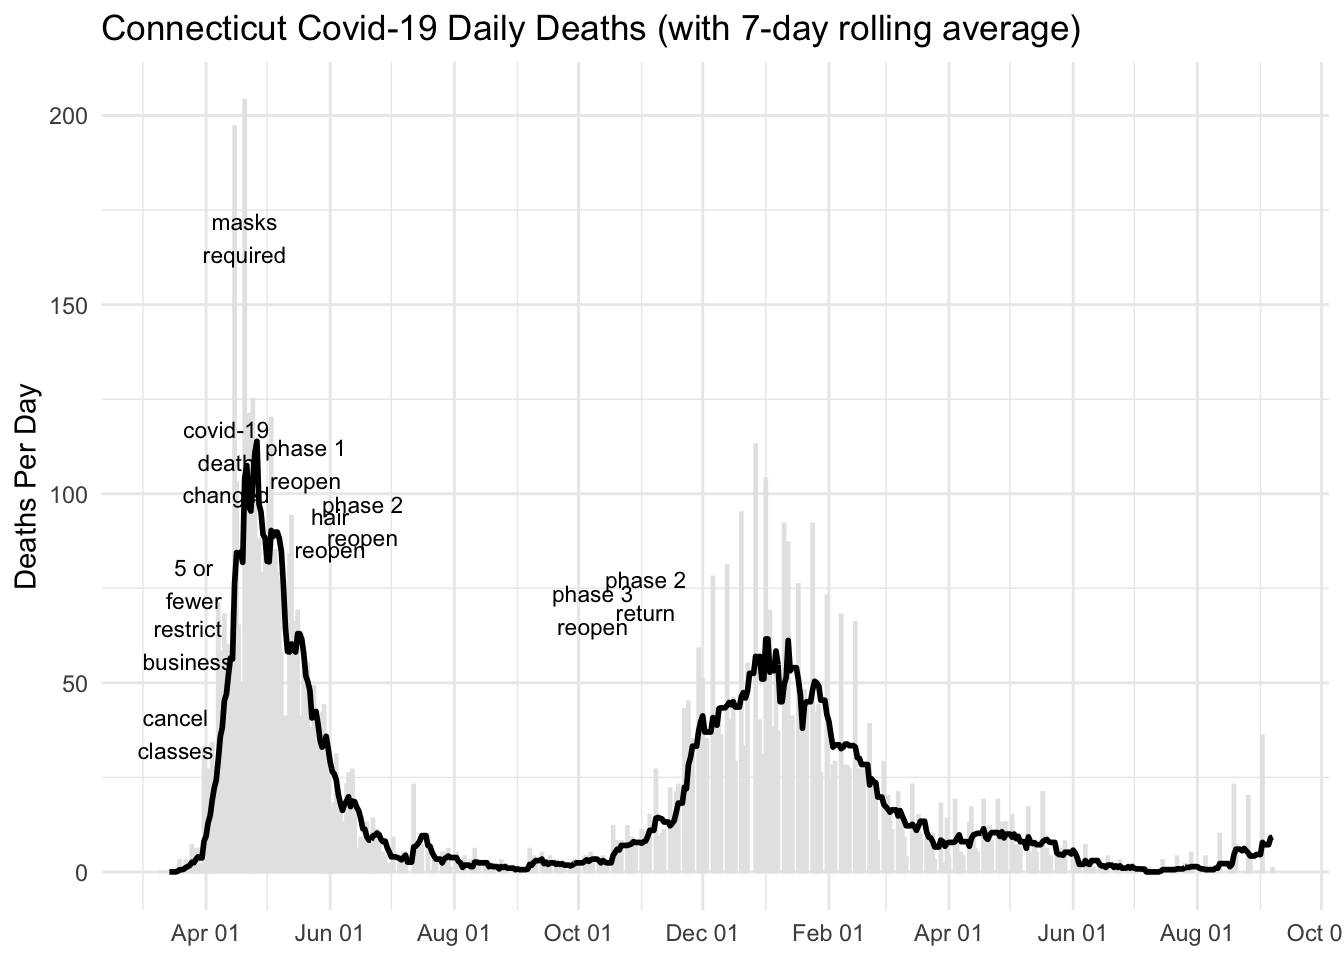 Connecticut Covid-19 Daily Deaths (with 7-day rolling average)
Deaths Per Day
200
150
100
50
0
masks
required
covid-19
death
changed
phase 1
reopen
phase 2
reopen
hair
reopen
5 or
fewer
restrict
business
cancel
classes
phase 3
reopen
phase 2
return
Apr 01
Jun 01
Aug 01
Oct 01
Dec 01
Feb 01
Apr 01
Jun 01
Aug 01
Oct 0